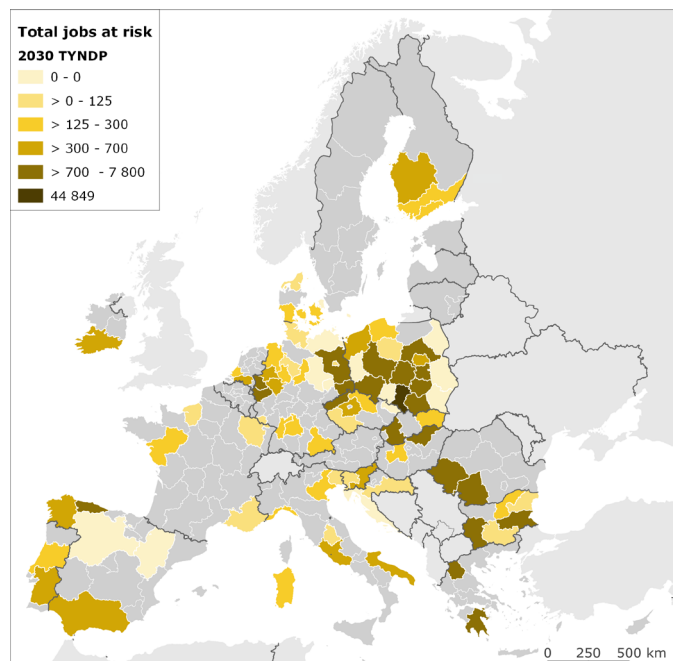 Total jobs at risk
2030 TYNDP
0 - 0
> 0 - 125
> 125 - 300
> 300 - 700
> 700 - 7 800
44 849
0 250 500 km